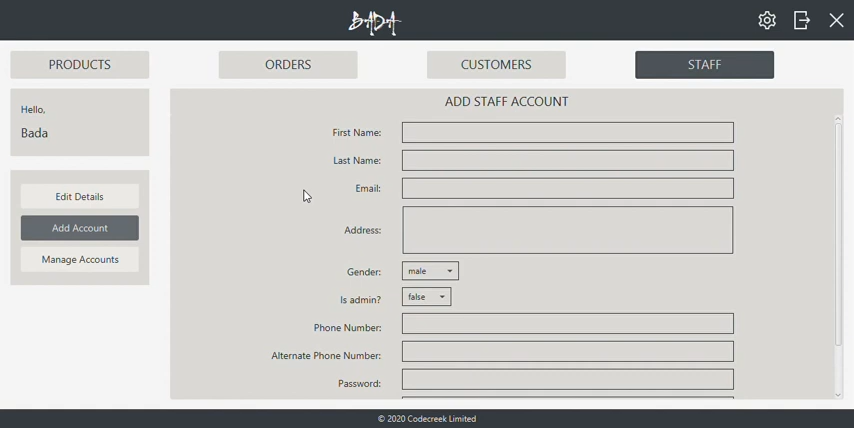 BADA
PRODUCTS
ORDERS
CUSTOMERS
STAFF
Hello,
Bada
Edit Details
Add Account
Manage Accounts
ADD STAFF ACCOUNT
First Name:
Last Name:
Email:
Address:
Gender:
male
Is admin?
false
Phone Number:
Alternate Phone Number:
Password:
© 2020 Codecreek Limited